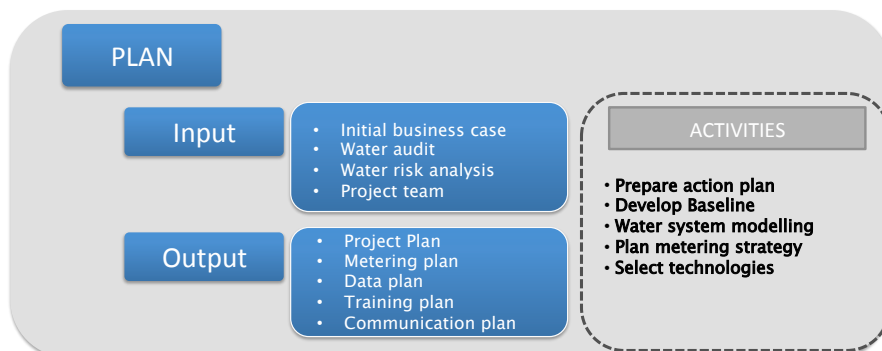 PLAN
Input
• Initial business case
• Water audit
• Water risk analysis
• Project team
Output
• Project Plan
• Metering plan
• Data plan
• Training plan
• Communication plan
ACTIVITIES
• Prepare action plan
• Develop Baseline
• Water system modelling
• Plan metering strategy
• Select technologies